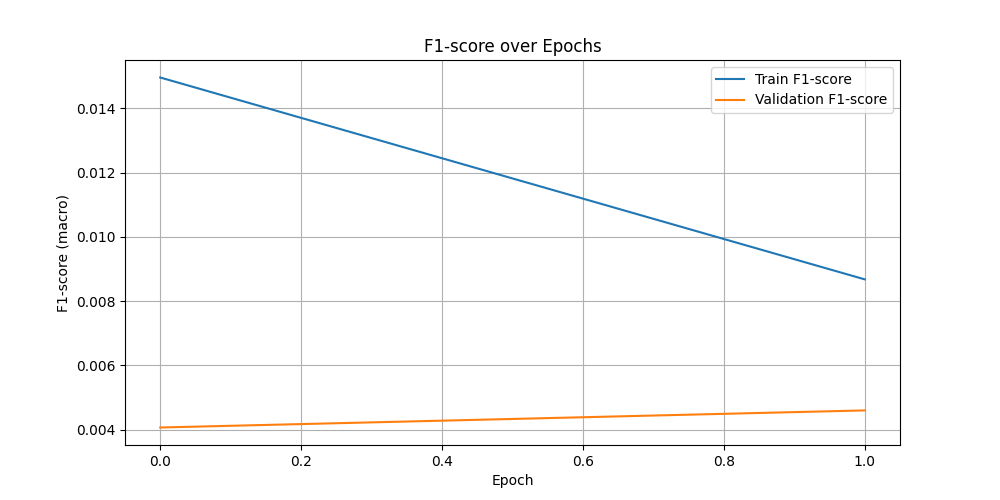 F1-score over Epochs
Train F1-score
Validation F1-score
F1-score (macro)
0.014
0.012
0.010
0.008
0.006
0.004
0.0 0.2 0.4 0.6 0.8 1.0
Epoch